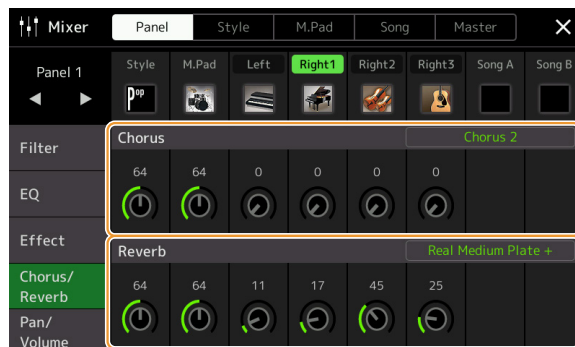 Mixer
Panel Style M.Pad Song Master
Panel 1
Style M.Pad Left Right1 Right2 Right3 Song A Song B
Pop
Filter
EQ
Effect
Chorus/
Reverb
Pan/
Volume
Chorus Chorus 2
64 64 0 0 0 0
Reverb Real Medium Plate +
64 64 11 17 45 25